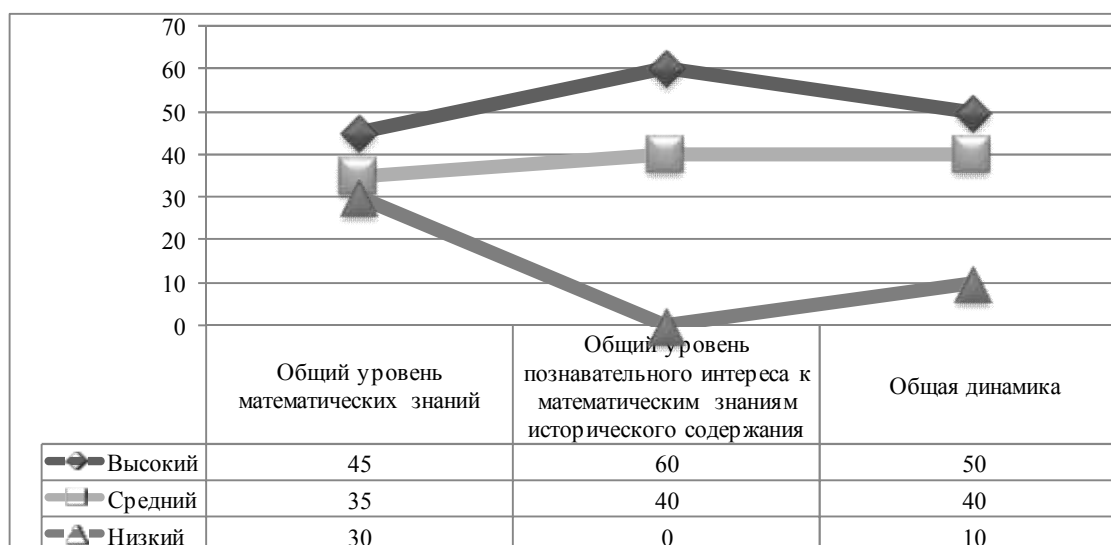 70
60
50
40
30
20
10
0
Общий уровень
математических знаний
Общий уровень
познавательного интереса к
математическим знаниям
исторического содержания
Общая динамика
Высокий 45 60 50
Средний 35 40 40
Низкий 30 0 10